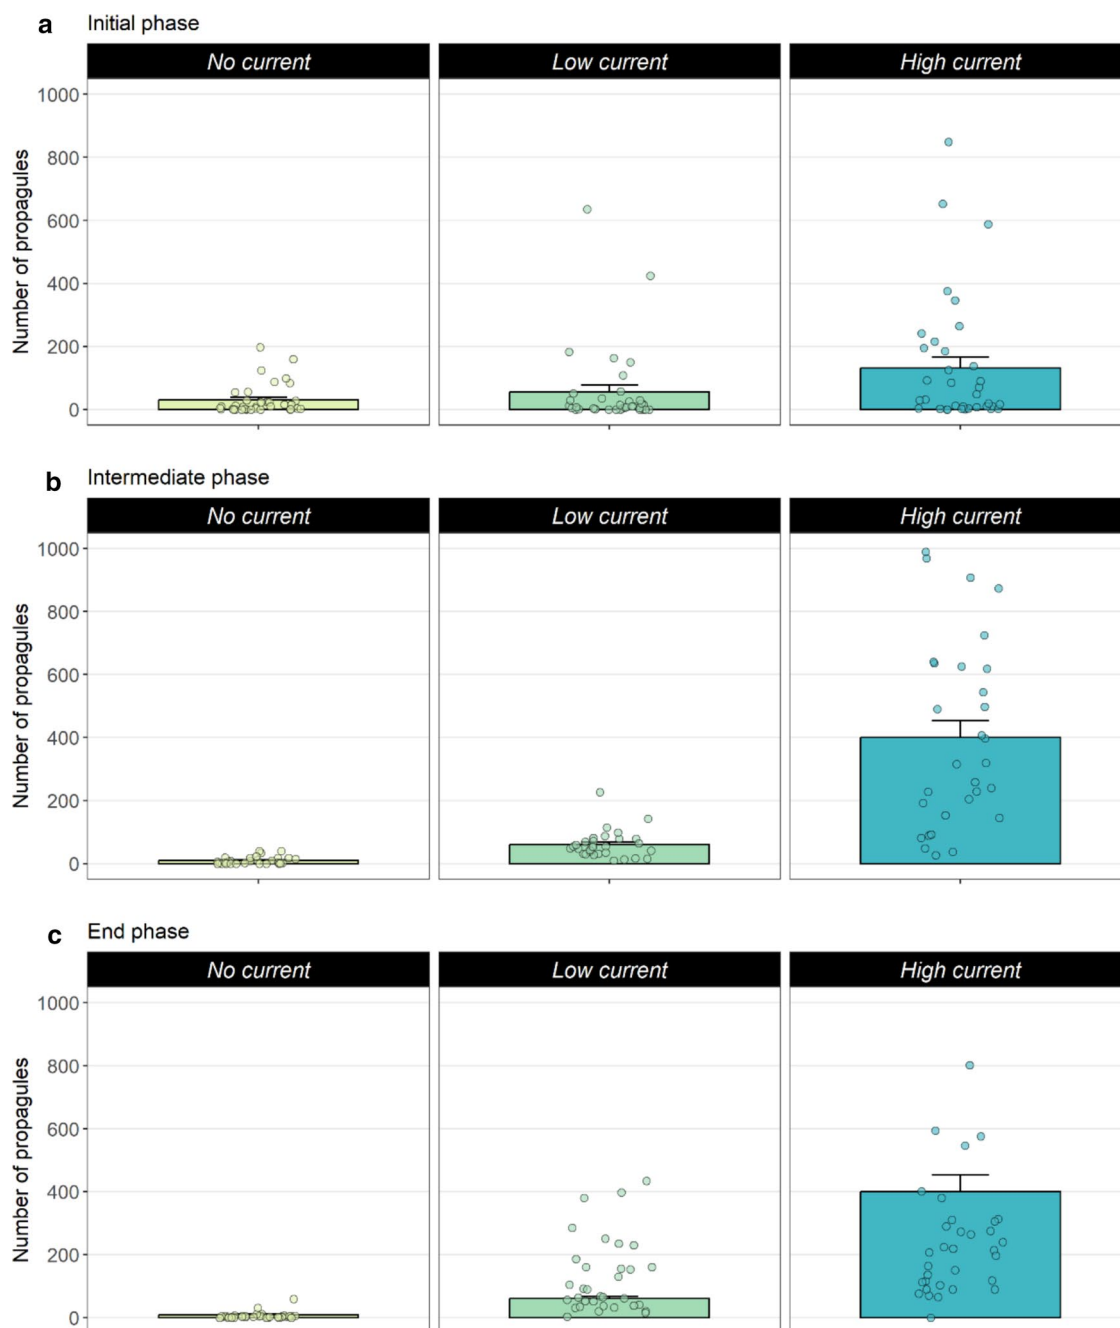 a Initial phase
No current Low current High current
1000
800
600
400
200
0
Number of propagules
b Intermediate phase
No current Low current High current
1000
800
600
400
200
0
Number of propagules
c End phase
No current Low current High current
1000
800
600
400
200
0
Number of propagules